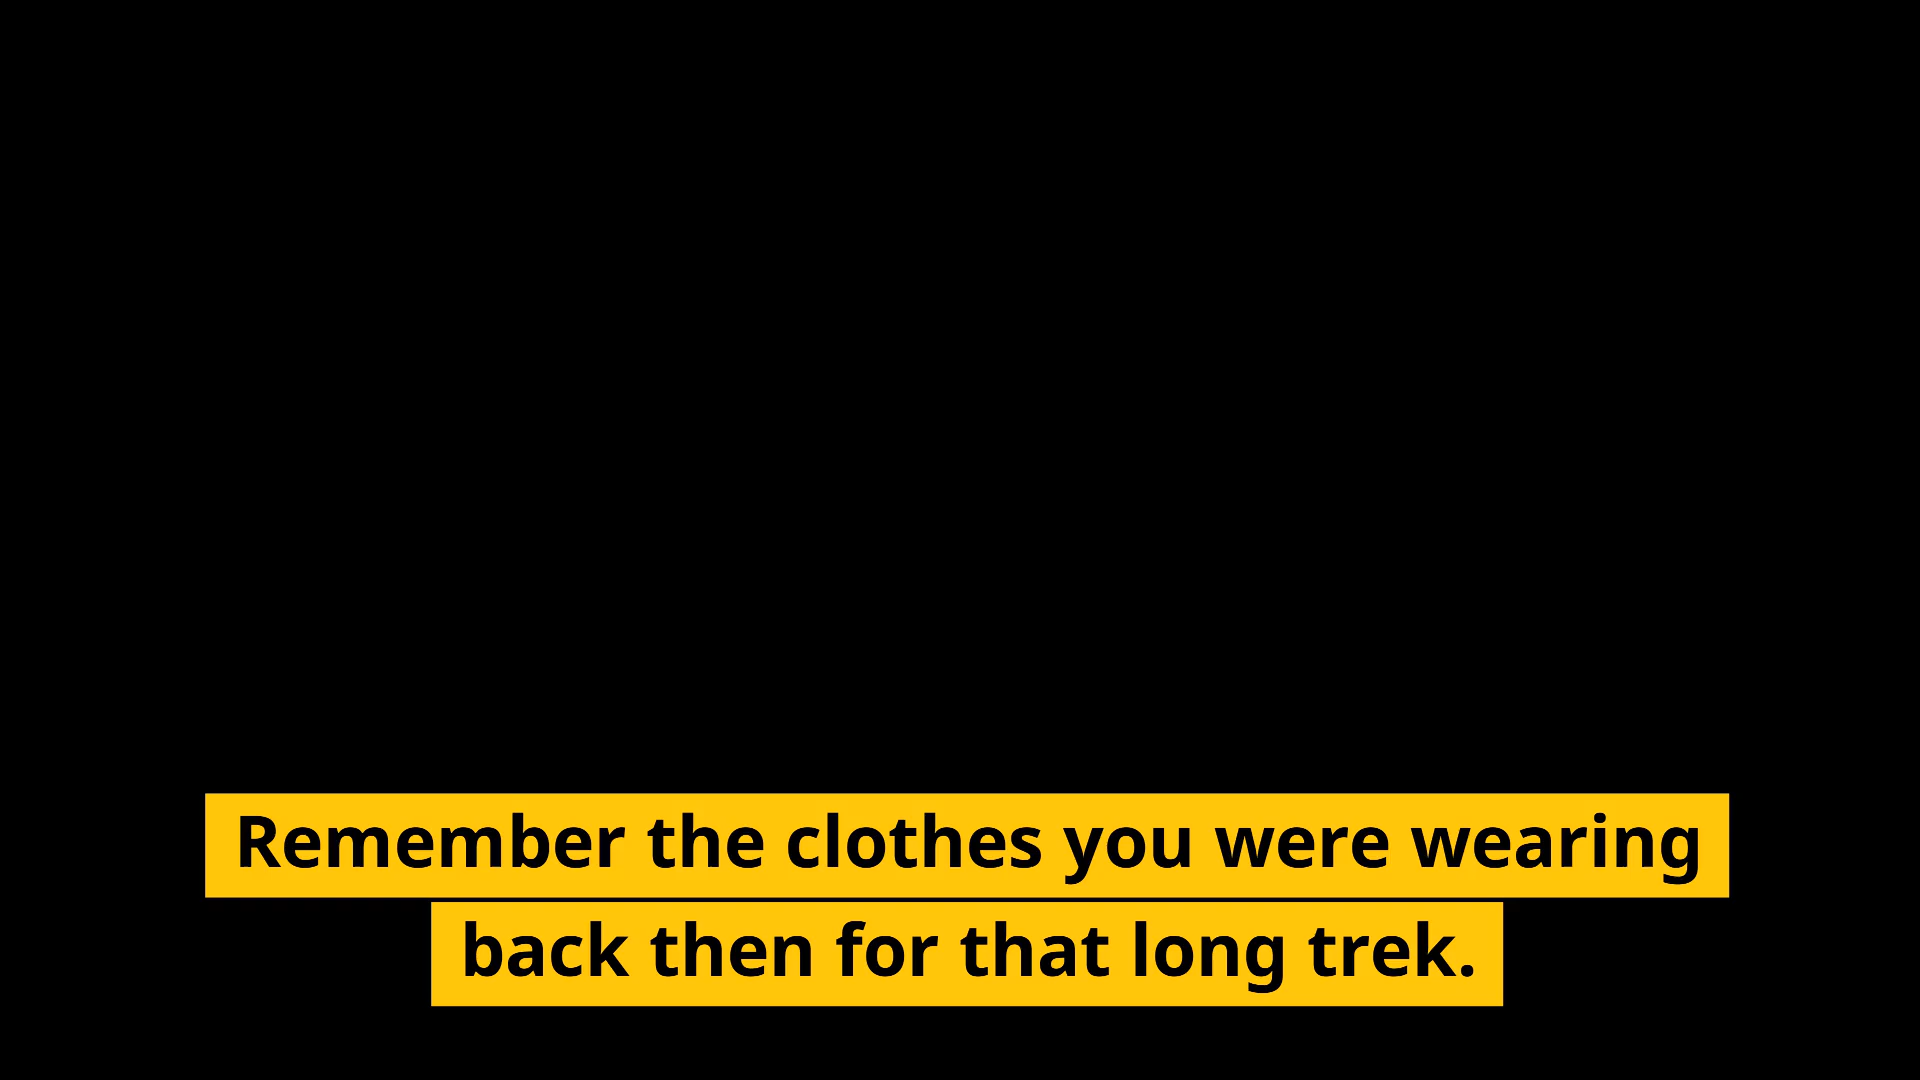 Remember the clothes you were wearing
back then for that long trek.